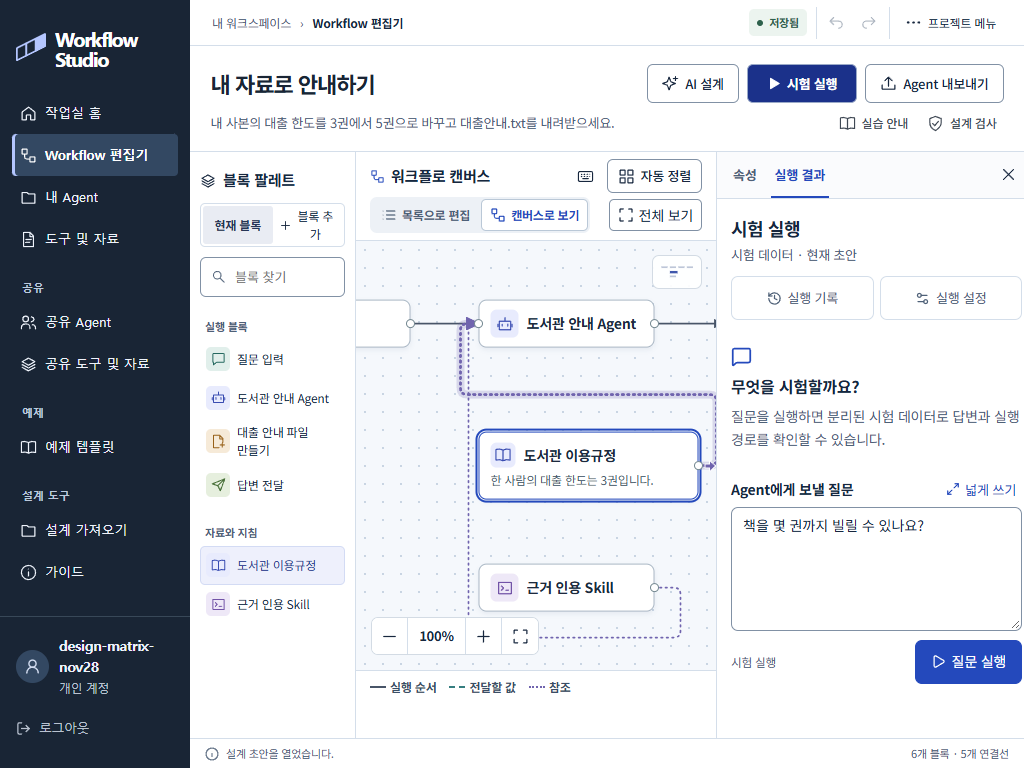 Workflow
Studio
작업실 홈
Workflow 편집기
내 Agent
도구 및 자료
공유
공유 Agent
공유 도구 및 자료
예제
예제 템플릿
설계 도구
설계 가져오기
가이드
design-matrix-
nov28
개인 계정
로그아웃
내 워크스페이스 › Workflow 편집기
저장됨
프로젝트 메뉴
내 자료로 안내하기
AI 설계
시험 실행
Agent 내보내기
내 사본의 대출 한도를 3권에서 5권으로 바꾸고 대출안내.txt를 내려받으세요.
실습 안내
설계 검사
블록 팔레트
현재 블록
블록 추
가
블록 찾기
실행 블록
질문 입력
도서관 안내 Agent
대출 안내 파일
만들기
답변 전달
자료와 지침
도서관 이용규정
근거 인용 Skill
워크플로 캔버스
자동 정렬
목록으로 편집
캔버스로 보기
전체 보기
도서관 안내 Agent
도서관 이용규정
한 사람의 대출 한도는 3권입니다.
근거 인용 Skill
100%
실행 순서
전달할 값
참조
속성
실행 결과
시험 실행
시험 데이터 · 현재 초안
실행 기록
실행 설정
무엇을 시험할까요?
질문을 실행하면 분리된 시험 데이터로 답변과 실행
경로를 확인할 수 있습니다.
Agent에게 보낼 질문
넓게 쓰기
책을 몇 권까지 빌릴 수 있나요?
시험 실행
질문 실행
설계 초안을 열었습니다.
6개 블록 · 5개 연결선